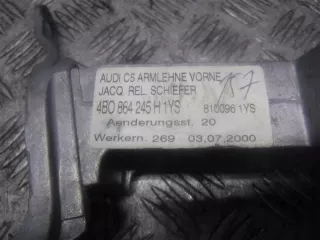 AUDI C5 ARMLEHNE VORNE
JACQ. REL. SCHIEFER
4B0 864 245 H 1YS 810096 1YS
Aenderungsst. 20
Werkern. 269 03.07.2000